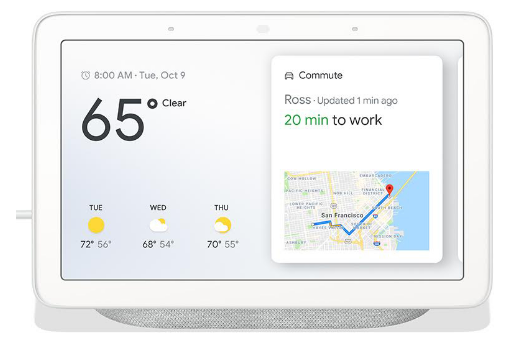 8:00 AM · Tue, Oct 9
65° Clear
TUE
72° 56°
WED
68° 54°
THU
70° 55°
Commute
Ross · Updated 1 min ago
20 min to work
San Francisco